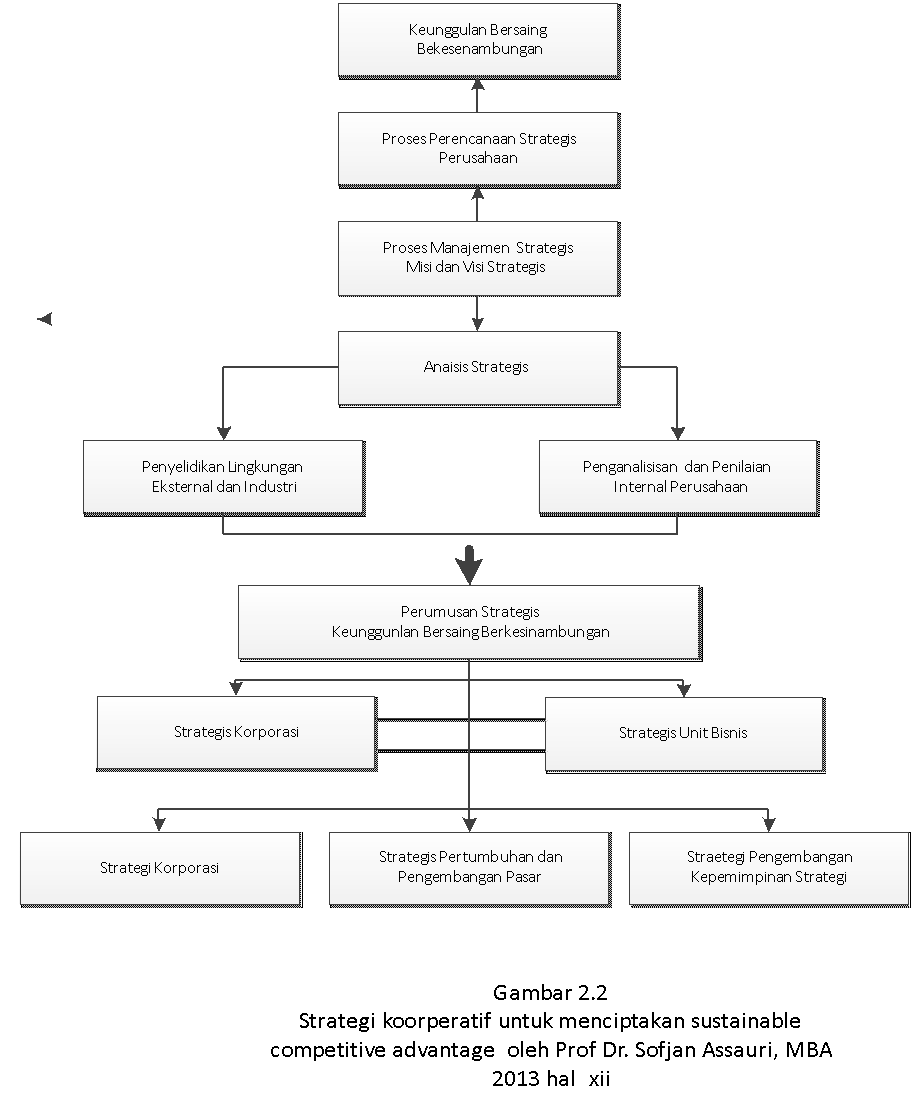 Keunggulan Bersaing
Bekesenambungan
Proses Perencanaan Strategis
Perusahaan
Proses Manajemen Strategis
Misi dan Visi Strategis
Anaisis Strategis
Penyelidikan Lingkungan
Eksternal dan Industri
Penganalisisan dan Penilaian
Internal Perusahaan
Perumusan Strategis
Keunggunlan Bersaing Berkesinambungan
Strategis Korporasi
Strategis Unit Bisnis
Strategi Korporasi
Strategis Pertumbuhan dan
Pengembangan Pasar
Straetegi Pengembangan
Kepemimpinan Strategi
Gambar 2.2
Strategi koorperatif untuk menciptakan sustainable
competitive advantage oleh Prof Dr. Sofjan Assauri, MBA
2013 hal xii